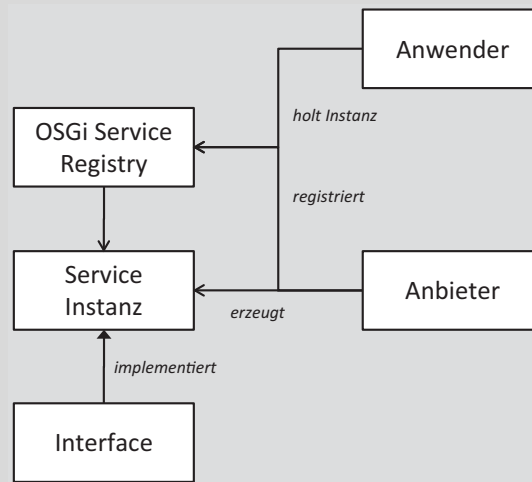 Anwender
holt Instanz
OSGi Service
Registry
registriert
Service
Instanz
Anbieter
erzeugt
implementiert
Interface